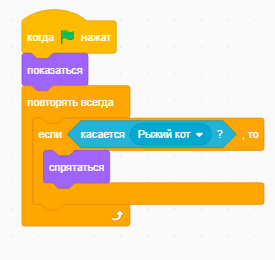 когда нажат
показаться
повторять всегда
если касается Рыжий кот ? , то
спрятаться